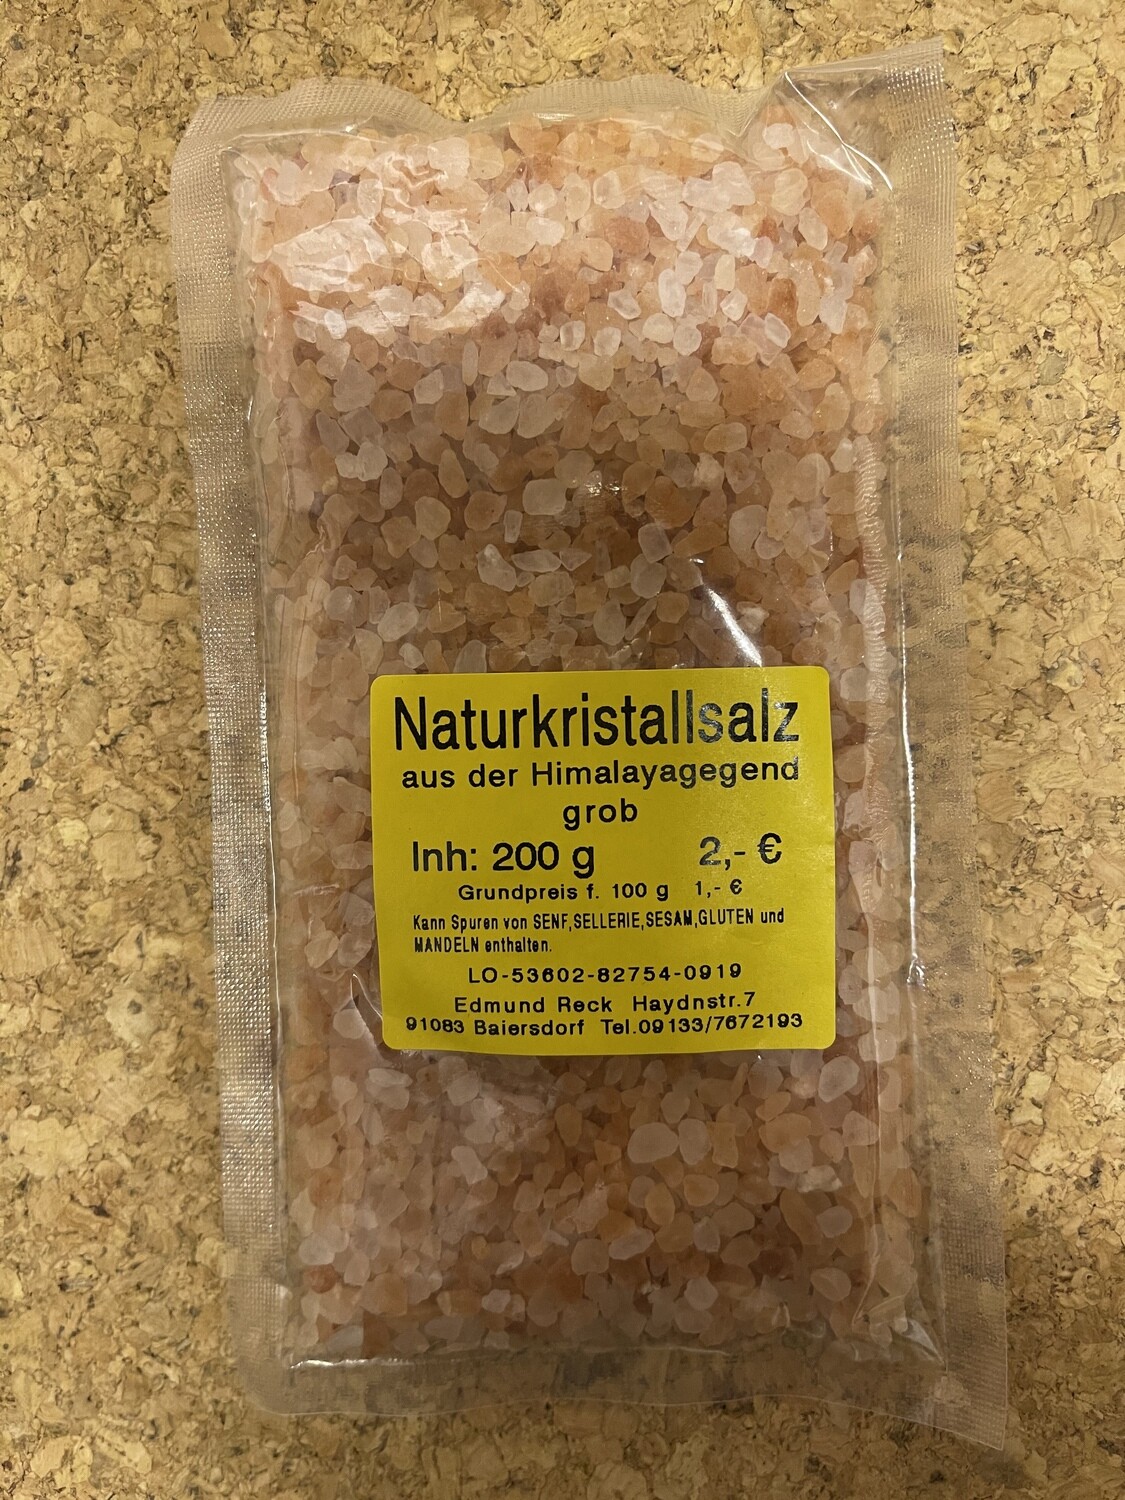 Naturkristallsalz
aus der Himalayagegend
grob
Inh: 200 g 2,- €
Grundpreis f. 100 g 1,- €
Kann Spuren von SENF,SELLERIE,SESAM,GLUTEN und
MANDELN enthalten.
LO-53602-82754-0919
Edmund Reck Haydnstr.7
91083 Baiersdorf Tel.09133/7672193